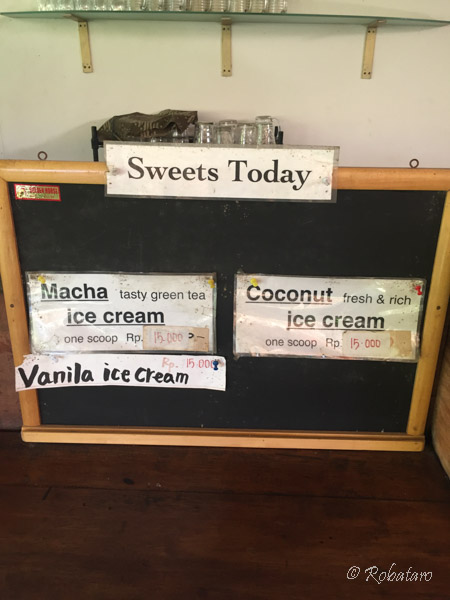 Sweets Today
Macha tasty green tea
ice cream
one scoop Rp. 15.000
Rp. 15.000
Vanila ice cream
Coconut fresh & rich
ice cream
one scoop Rp. 15.000
© Robataro